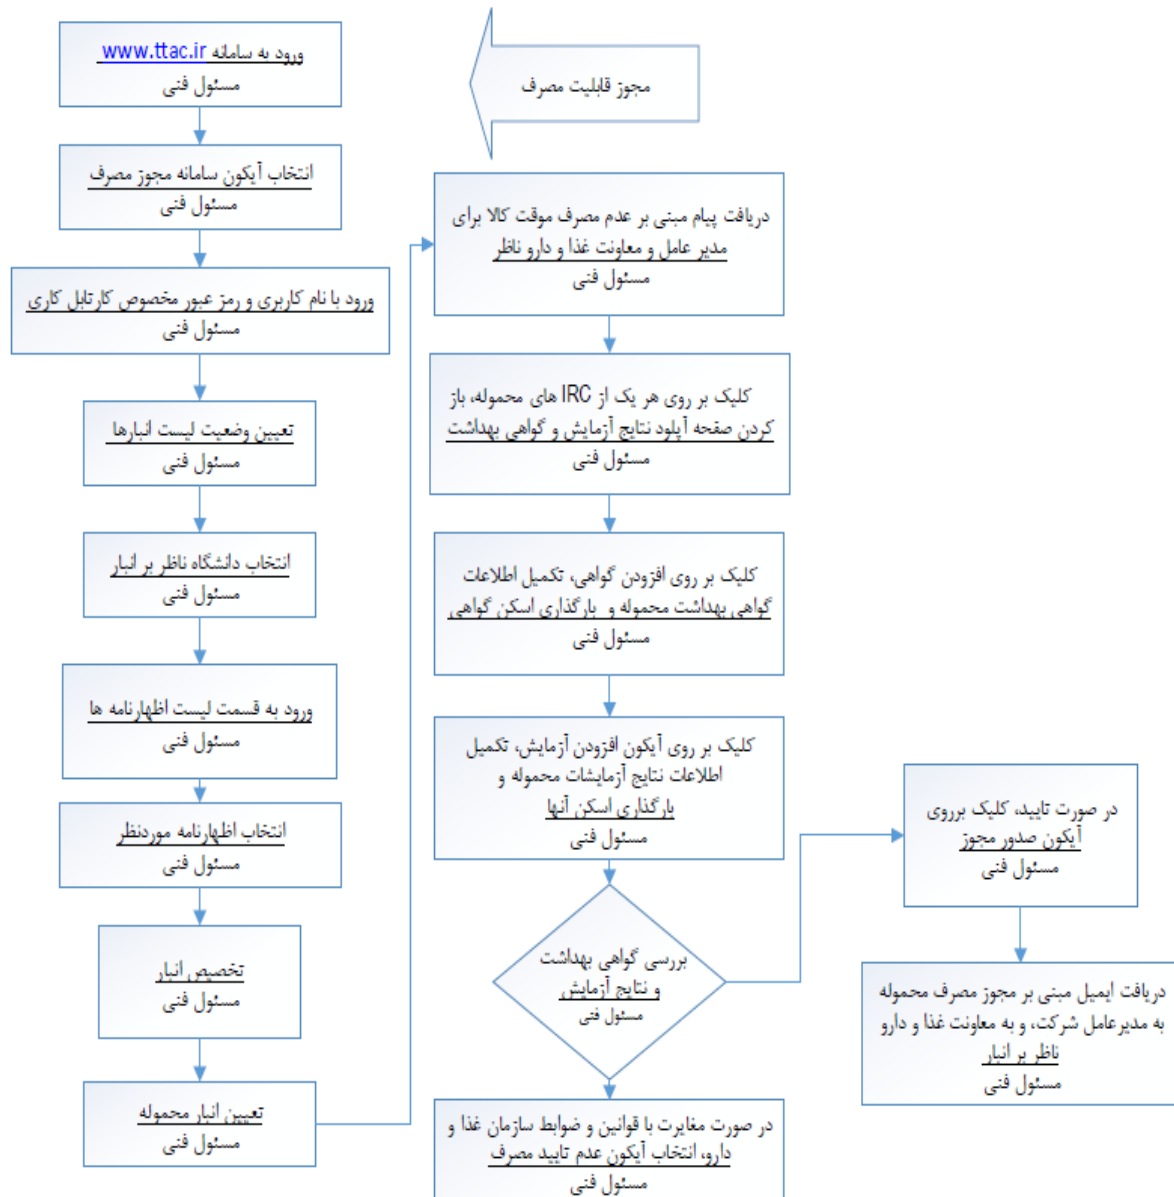 مجوز قابلیت مصرف
ورود به سامانه www.ttac.ir
مسئول فنی
انتخاب آیکون سامانه مجوز مصرف
مسئول فنی
ورود با نام کاربری و رمز عبور مخصوص کارتابل کاری
مسئول فنی
تعیین وضعیت لیست انبارها
مسئول فنی
انتخاب دانشگاه ناظر بر انبار
مسئول فنی
ورود به قسمت لیست اظهارنامه ها
مسئول فنی
انتخاب اظهارنامه موردنظر
مسئول فنی
تخصیص انبار
مسئول فنی
تعیین انبار محموله
مسئول فنی
دریافت پیام مبنی بر عدم مصرف موقت کالا برای
مدیر عامل و معاونت غذا و دارو ناظر
مسئول فنی
کلیک بر روی هر یک از IRC های محموله، باز
کردن صفحه آپلود نتایج آزمایش و گواهی بهداشت
مسئول فنی
کلیک بر روی افزودن گواهی، تکمیل اطلاعات
گواهی بهداشت محموله و بارگذاری اسکن گواهی
مسئول فنی
کلیک بر روی آیکون افزودن آزمایش، تکمیل
اطلاعات نتایج آزمایشات محموله و
بارگذاری اسکن آنها
مسئول فنی
بررسی گواهی بهداشت
و نتایج آزمایش
مسئول فنی
در صورت مغایرت با قوانین و ضوابط سازمان غذا و
دارو، انتخاب آیکون عدم تایید مصرف
مسئول فنی
در صورت تایید، کلیک برروی
آیکون صدور مجوز
مسئول فنی
دریافت ایمیل مبنی بر مجوز مصرف محموله
به مدیرعامل شرکت، و به معاونت غذا و دارو
ناظر بر انبار
مسئول فنی